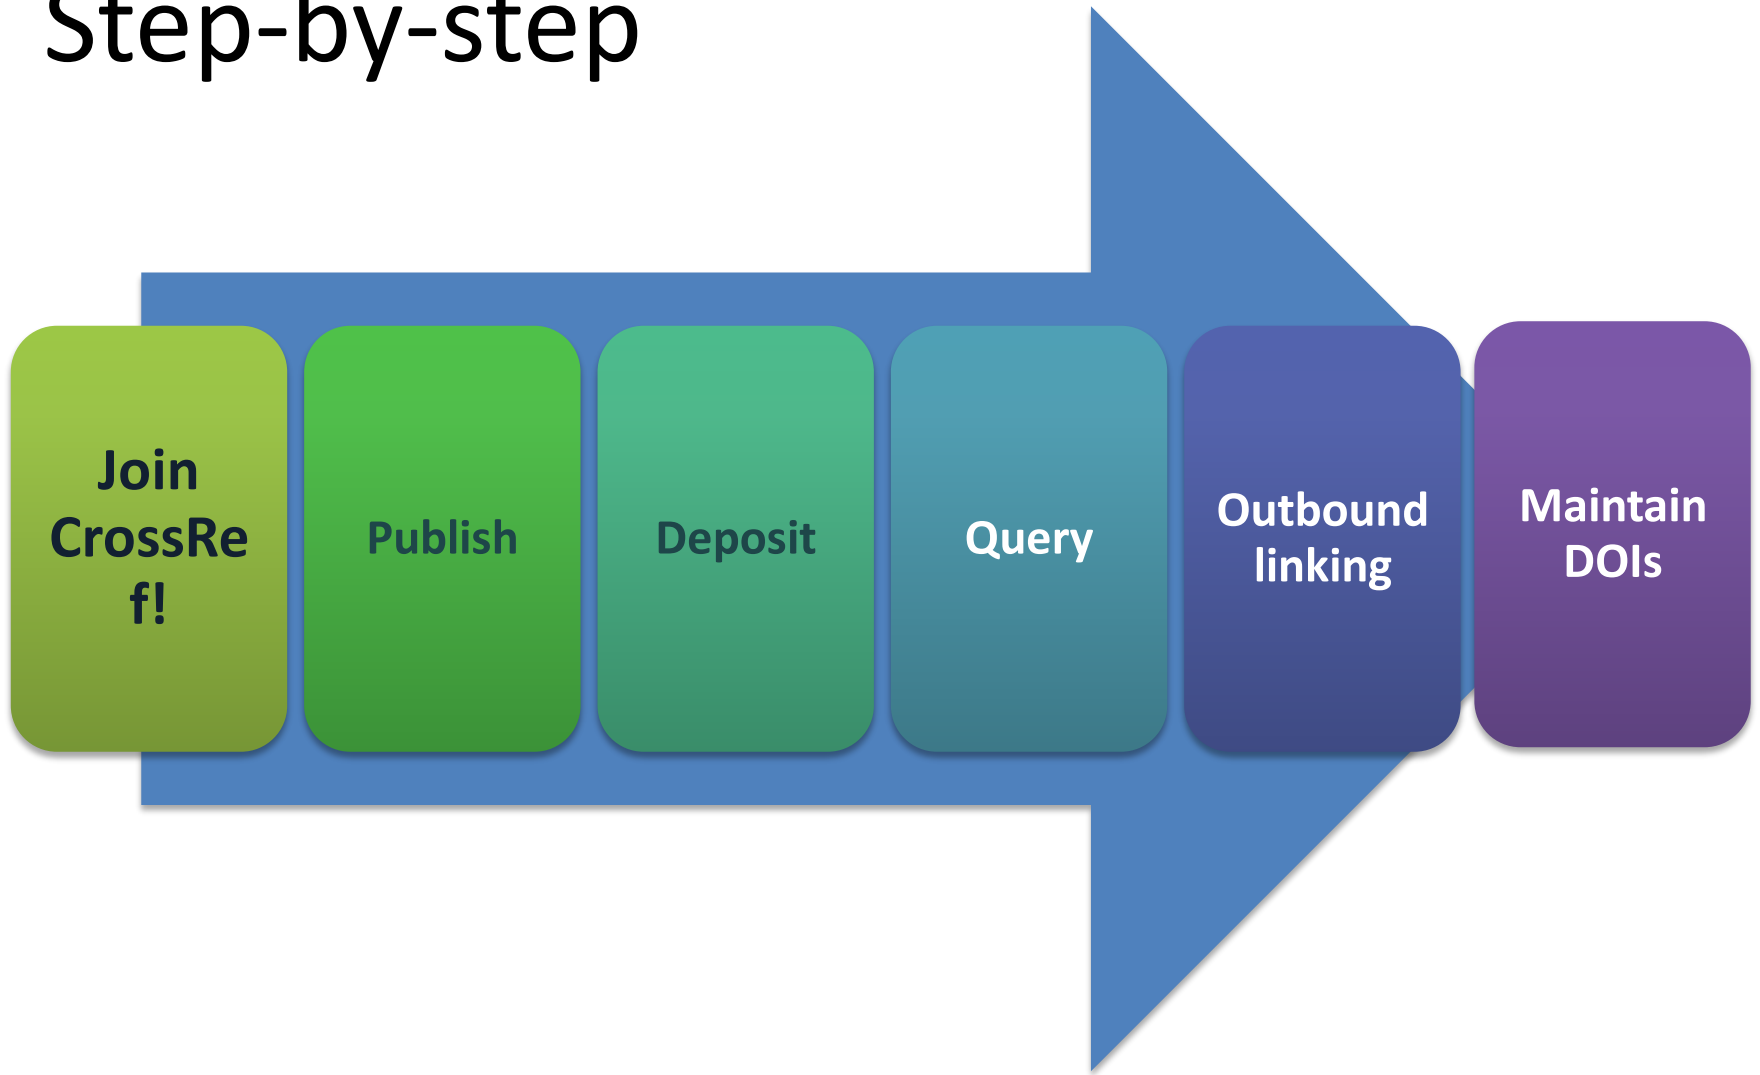 Step-by-step
Join
CrossRe
f!
Publish
Deposit
Query
Outbound
linking
Maintain
DOIs